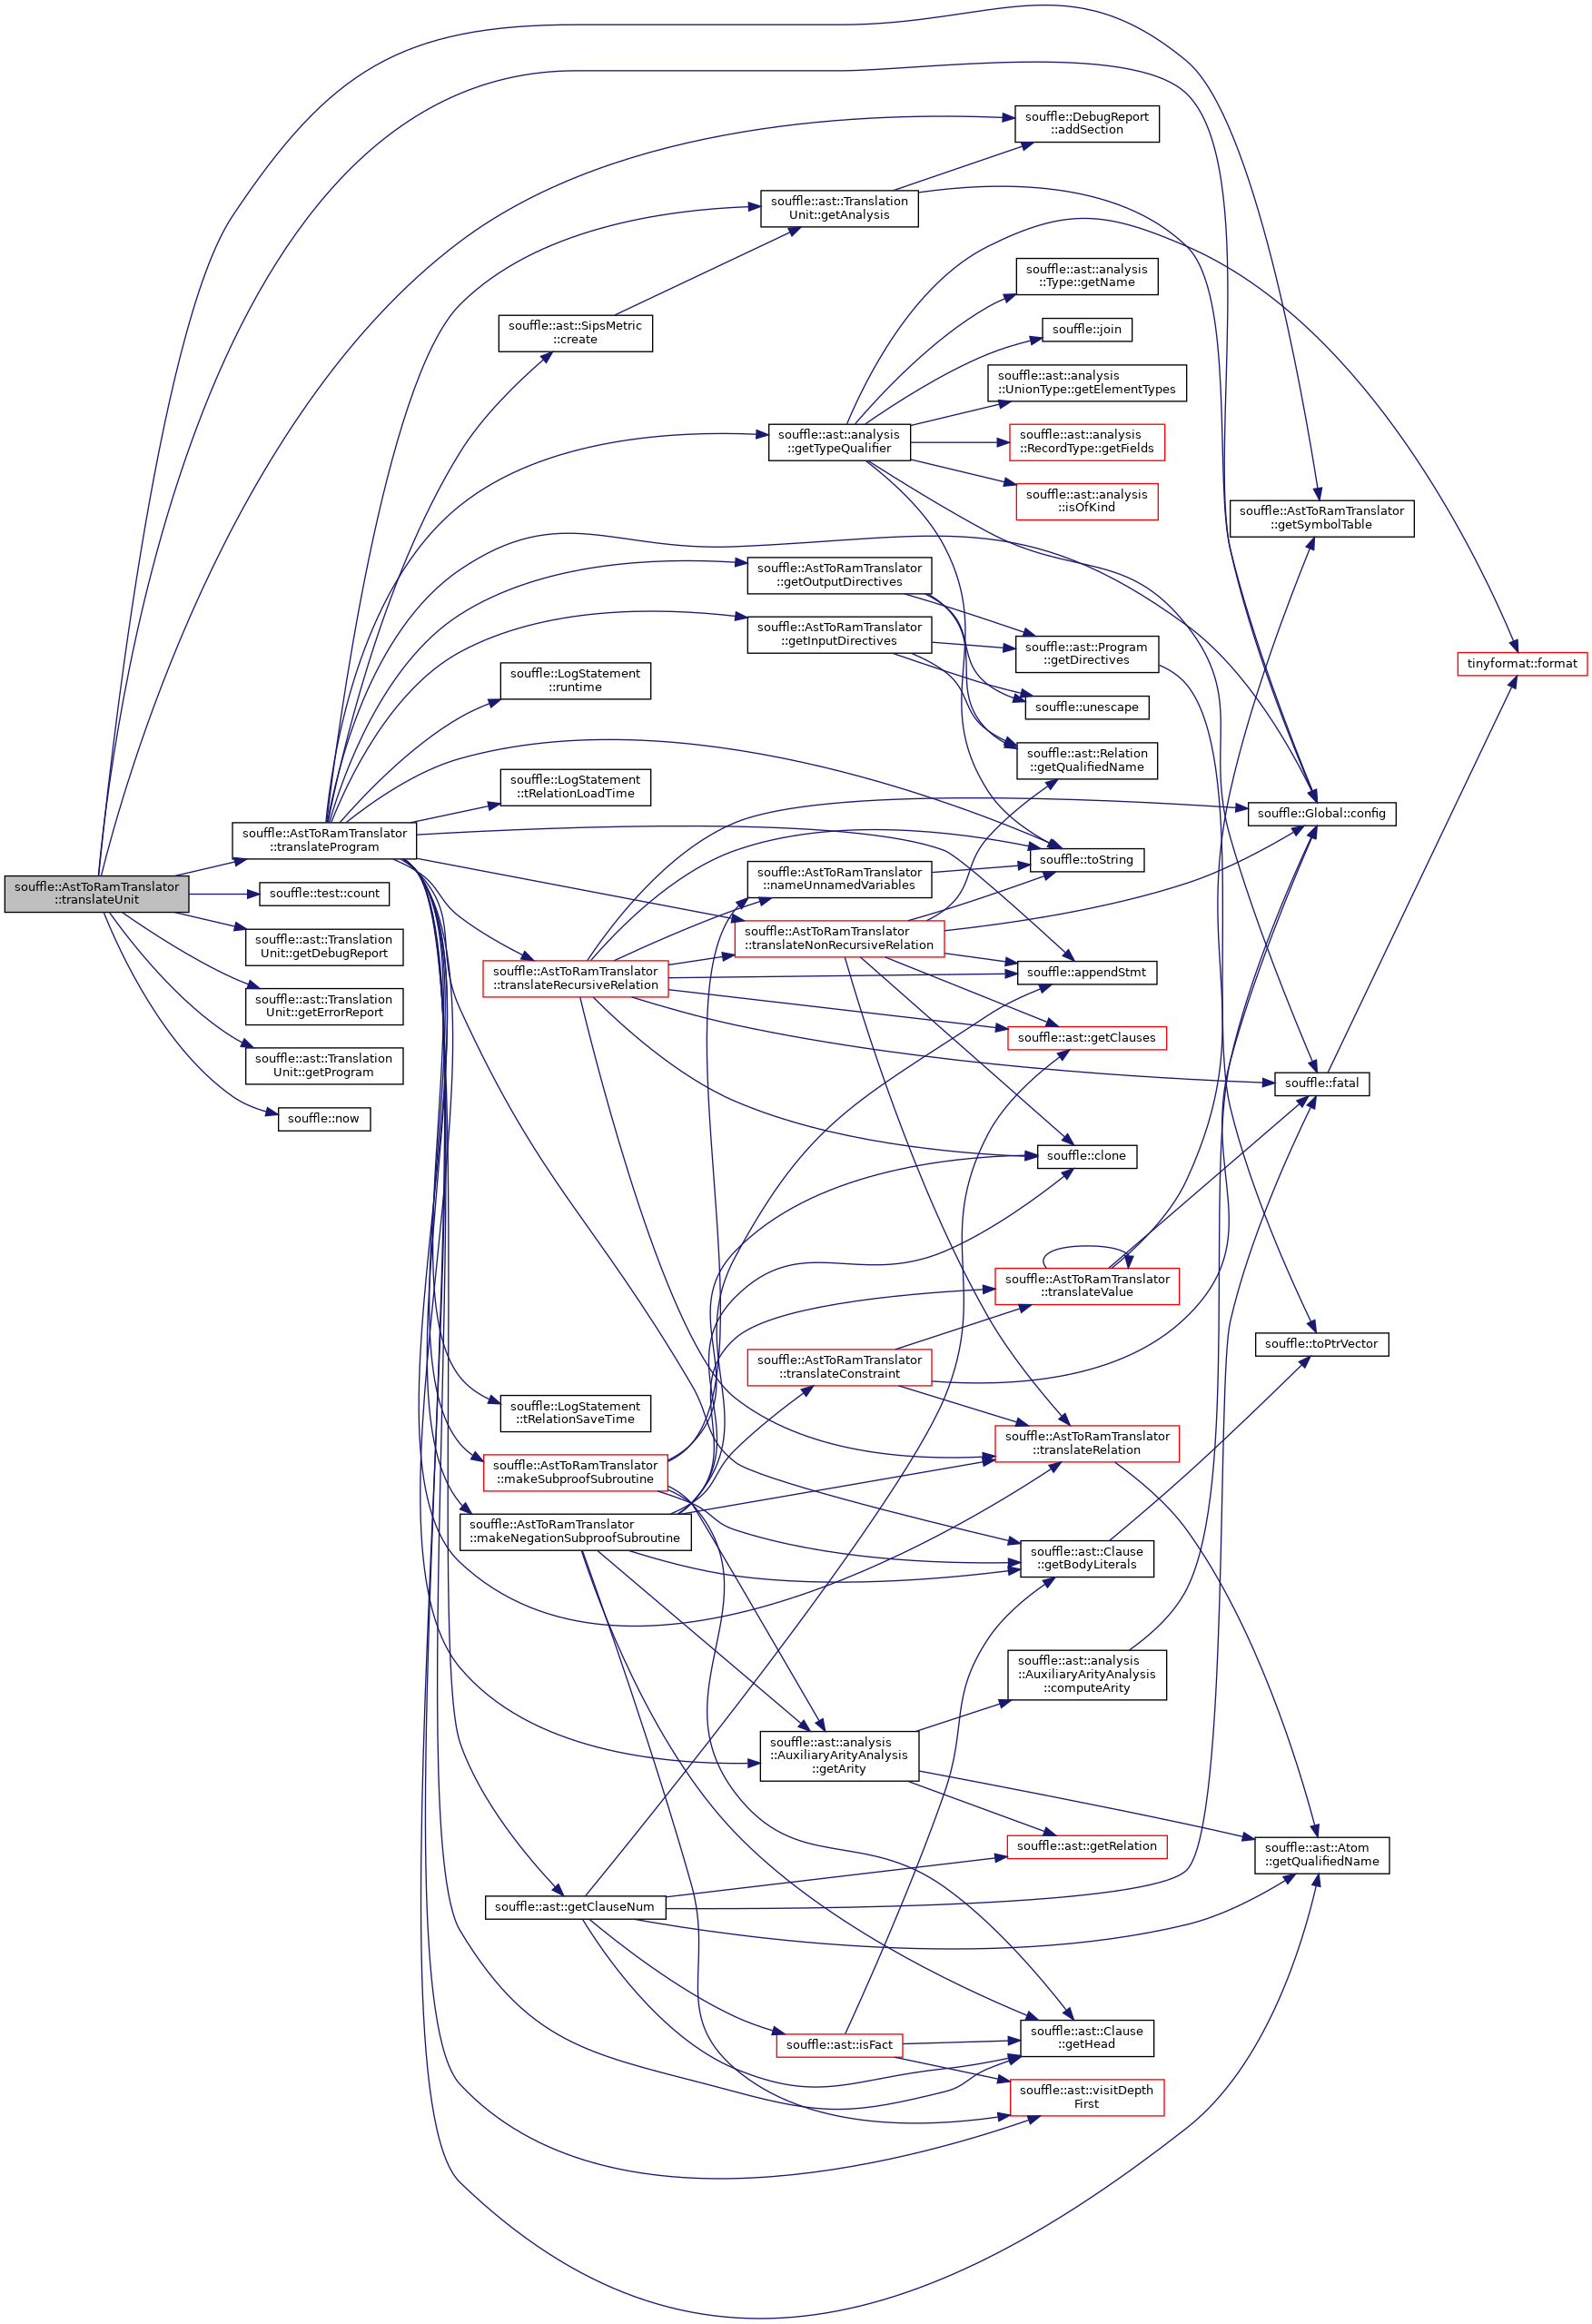 souffle::DebugReport
::addSection
souffle::ast::Translation
Unit::getAnalysis
souffle::ast::analysis
::Type::getName
souffle::ast::SipsMetric
::create
souffle::join
souffle::ast::analysis
::UnionType::getElementTypes
souffle::ast::analysis
::getTypeQualifier
souffle::ast::analysis
::RecordType::getFields
souffle::ast::analysis
::isOfKind
souffle::AstToRamTranslator
::getSymbolTable
souffle::AstToRamTranslator
::getOutputDirectives
souffle::AstToRamTranslator
::getInputDirectives
souffle::ast::Program
::getDirectives
tinyformat::format
souffle::LogStatement
::runtime
souffle::unescape
souffle::ast::Relation
::getQualifiedName
souffle::LogStatement
::tRelationLoadTime
souffle::Global::config
souffle::AstToRamTranslator
::translateProgram
souffle::toString
souffle::AstToRamTranslator
::nameUnnamedVariables
souffle::AstToRamTranslator
::translateUnit
souffle::test::count
souffle::AstToRamTranslator
::translateNonRecursiveRelation
souffle::ast::Translation
Unit::getDebugReport
souffle::AstToRamTranslator
::translateRecursiveRelation
souffle::appendStmt
souffle::ast::Translation
Unit::getErrorReport
souffle::ast::getClauses
souffle::ast::Translation
Unit::getProgram
souffle::fatal
souffle::now
souffle::clone
souffle::AstToRamTranslator
::translateValue
souffle::toPtrVector
souffle::AstToRamTranslator
::translateConstraint
souffle::LogStatement
::tRelationSaveTime
souffle::AstToRamTranslator
::translateRelation
souffle::AstToRamTranslator
::makeSubproofSubroutine
souffle::AstToRamTranslator
::makeNegationSubproofSubroutine
souffle::ast::Clause
::getBodyLiterals
souffle::ast::analysis
::AuxiliaryArityAnalysis
::computeArity
souffle::ast::analysis
::AuxiliaryArityAnalysis
::getArity
souffle::ast::getRelation
souffle::ast::Atom
::getQualifiedName
souffle::ast::getClauseNum
souffle::ast::isFact
souffle::ast::Clause
::getHead
souffle::ast::visitDepth
First